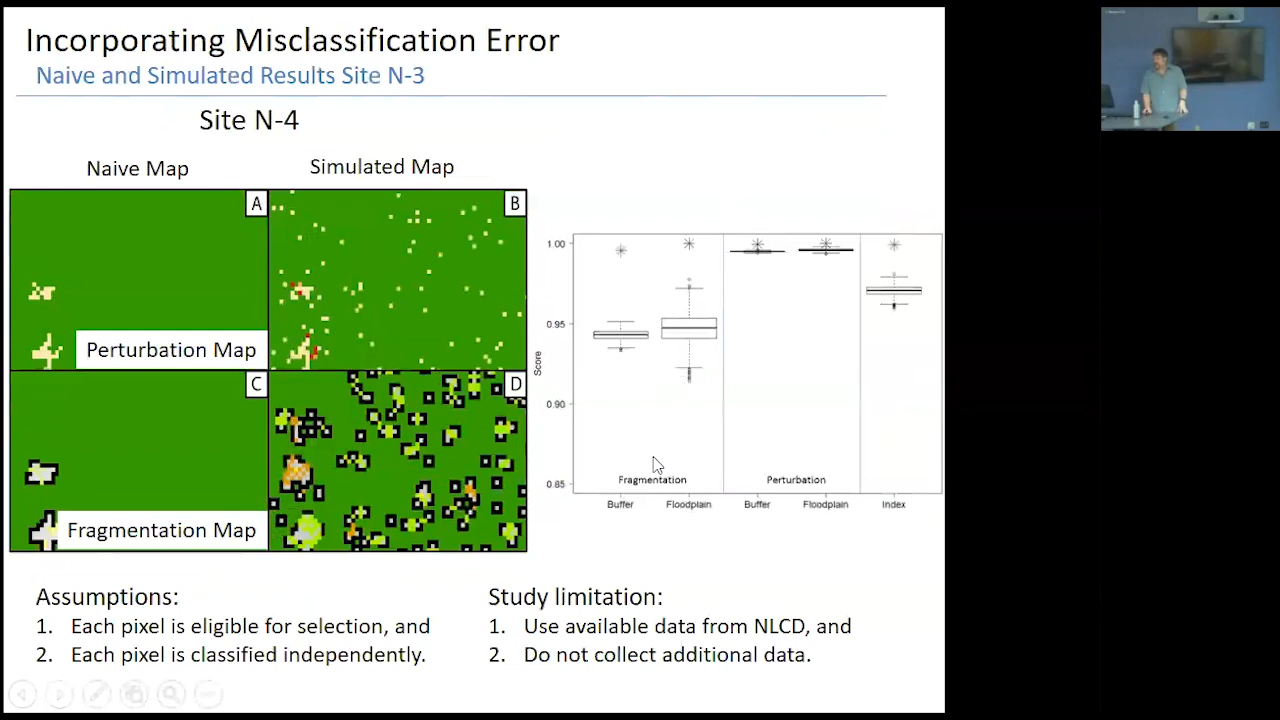 Incorporating Misclassification Error
Naive and Simulated Results Site N-3
Site N-4
Naive Map
Simulated Map
A
B
Perturbation Map
C
D
Fragmentation Map
1.00
0.95
0.90
0.85
Score
Fragmentation
Perturbation
Buffer
Floodplain
Buffer
Floodplain
Index
Assumptions:
1. Each pixel is eligible for selection, and
2. Each pixel is classified independently.
Study limitation:
1. Use available data from NLCD, and
2. Do not collect additional data.